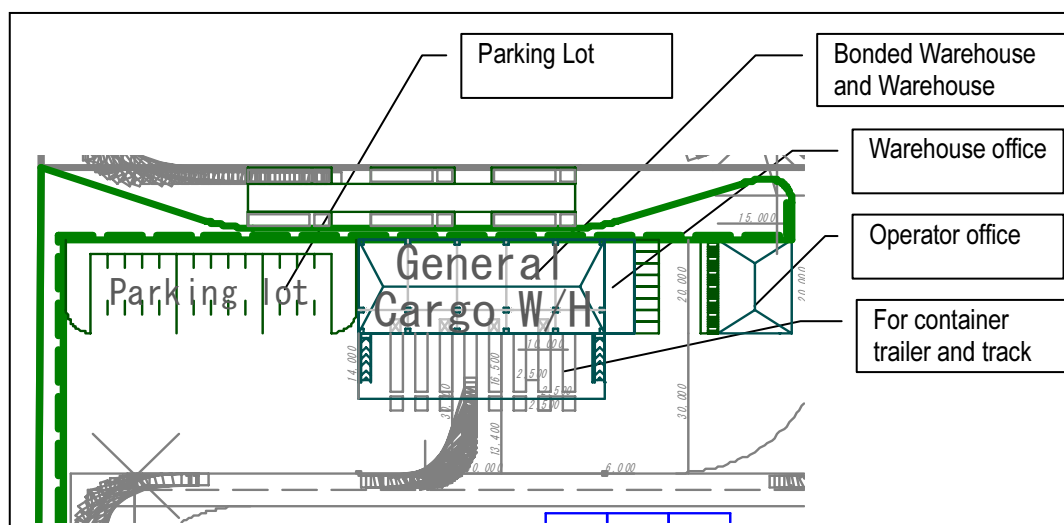 Parking Lot
Bonded Warehouse
and Warehouse
Warehouse office
Operator office
For container
trailer and track
General
Cargo W/H
Parking lot
15.000
20.000
20.000
14.000
10.000
16.500
2.500
2.500
30.000
13.400
6.000